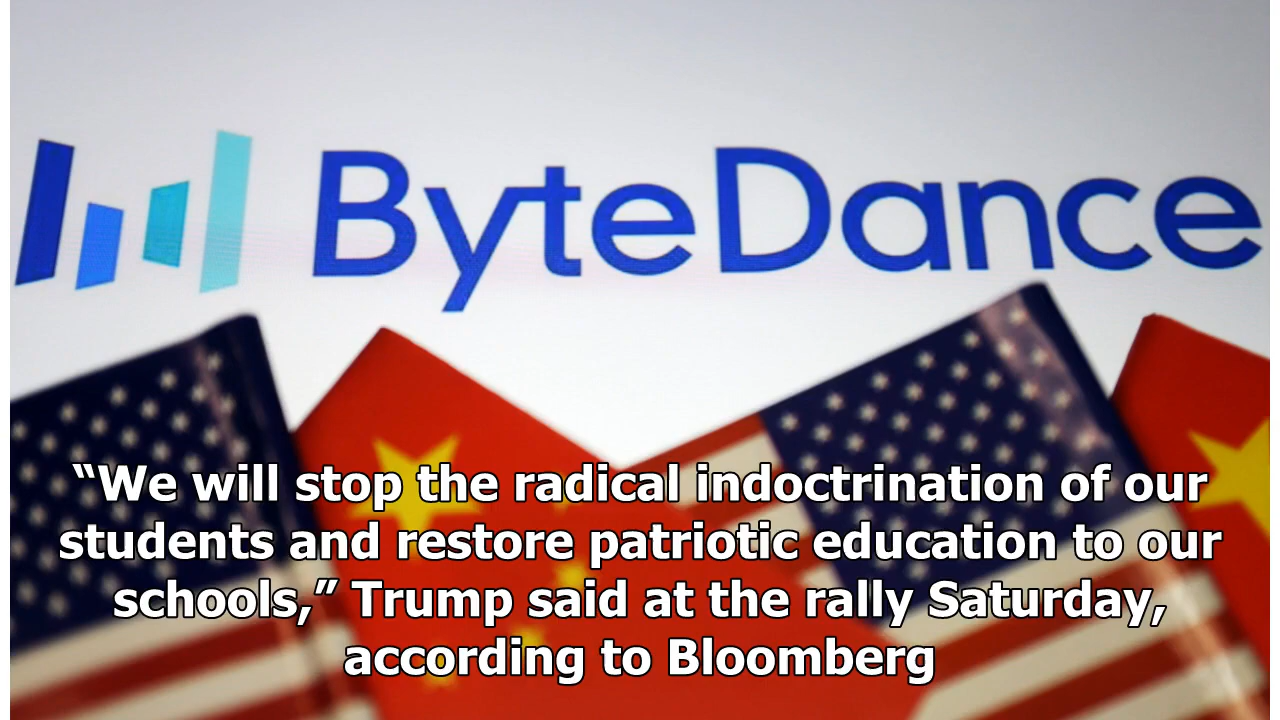 ByteDance
“We will stop the radical indoctrination of our
students and restore patriotic education to our
schools,” Trump said at the rally Saturday,
according to Bloomberg